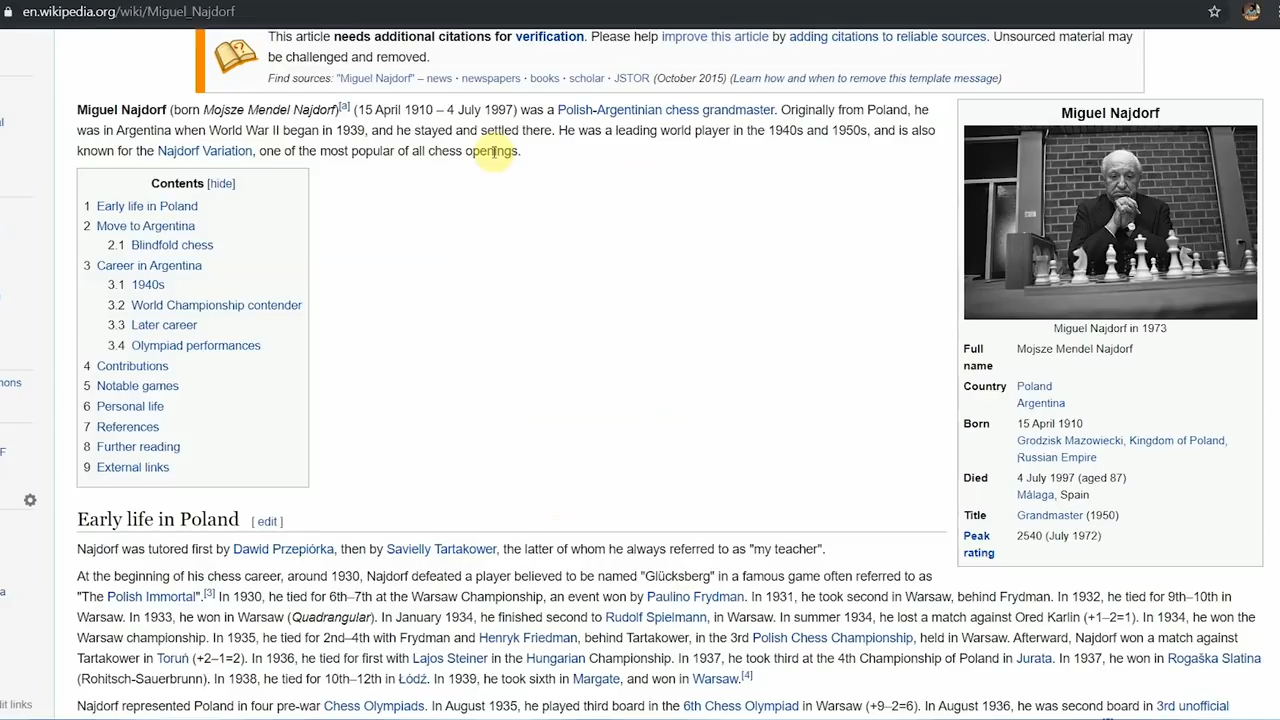 en.wikipedia.org/wiki/Miguel_Najdorf
This article needs additional citations for verification. Please help improve this article by adding citations to reliable sources. Unsourced material may
be challenged and removed.
Find sources: "Miguel Najdorf" – news · newspapers · books · scholar · JSTOR (October 2015) (Learn how and when to remove this template message)
Miguel Najdorf (born Mojsze Mendel Najdorf)[a] (15 April 1910 – 4 July 1997) was a Polish-Argentinian chess grandmaster. Originally from Poland, he
was in Argentina when World War II began in 1939, and he stayed and settled there. He was a leading world player in the 1940s and 1950s, and is also
known for the Najdorf Variation, one of the most popular of all chess openings.
Contents [hide]
1 Early life in Poland
2 Move to Argentina
2.1 Blindfold chess
3 Career in Argentina
3.1 1940s
3.2 World Championship contender
3.3 Later career
3.4 Olympiad performances
4 Contributions
5 Notable games
6 Personal life
7 References
8 Further reading
9 External links
Miguel Najdorf
Miguel Najdorf in 1973
Full name Mojsze Mendel Najdorf
Country Poland
Argentina
Born 15 April 1910
Grodzisk Mazowiecki, Kingdom of Poland,
Russian Empire
Died 4 July 1997 (aged 87)
Málaga, Spain
Title Grandmaster (1950)
Peak rating 2540 (July 1972)
Early life in Poland [ edit ]
Najdorf was tutored first by Dawid Przepiórka, then by Savielly Tartakower, the latter of whom he always referred to as "my teacher".
At the beginning of his chess career, around 1930, Najdorf defeated a player believed to be named "Glücksberg" in a famous game often referred to as
"The Polish Immortal".[3] In 1930, he tied for 6th–7th at the Warsaw Championship, an event won by Paulino Frydman. In 1931, he took second in Warsaw, behind Frydman. In 1932, he tied for 9th–10th in
Warsaw. In 1933, he won in Warsaw (Quadrangular). In January 1934, he finished second to Rudolf Spielmann, in Warsaw. In summer 1934, he lost a match against Ored Karlin (+1–2=1). In 1934, he won the
Warsaw championship. In 1935, he tied for 2nd–4th with Frydman and Henryk Friedman, behind Tartakower, in the 3rd Polish Chess Championship, held in Warsaw. Afterward, Najdorf won a match against
Tartakower in Toruń (+2–1=2). In 1936, he tied for first with Lajos Steiner in the Hungarian Championship. In 1937, he took third at the 4th Championship of Poland in Jurata. In 1937, he won in Rogaška Slatina
(Rohitsch-Sauerbrunn). In 1938, he tied for 10th–12th in Łódź. In 1939, he took sixth in Margate, and won in Warsaw.[4]
Najdorf represented Poland in four pre-war Chess Olympiads. In August 1935, he played third board in the 6th Chess Olympiad in Warsaw (+9–2=6). In August 1936, he was second board in 3rd unofficial